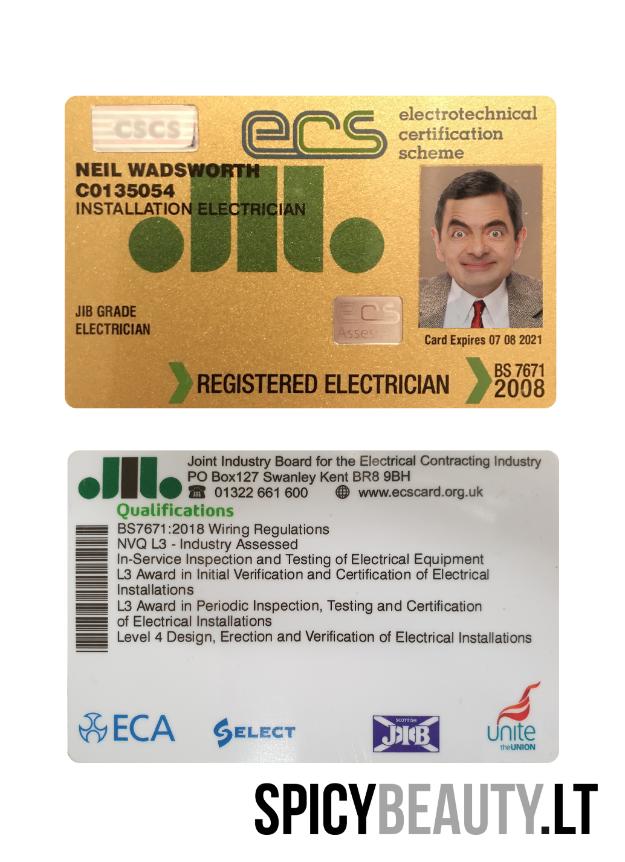 CSCS
ecs
electrotechnical
certification
scheme
NEIL WADSWORTH
C0135054
INSTALLATION ELECTRICIAN
JIB
JIB GRADE
ELECTRICIAN
ECS
Card Expires 07 08 2021
REGISTERED ELECTRICIAN
BS 7671
2008
JIB
Joint Industry Board for the Electrical Contracting Industry
PO Box127 Swanley Kent BR8 9BH
01322 661 600 www.ecscard.org.uk
Qualifications
BS7671:2018 Wiring Regulations
NVQ L3 - Industry Assessed
In-Service Inspection and Testing of Electrical Equipment
L3 Award in Initial Verification and Certification of Electrical
Installations
L3 Award in Periodic Inspection, Testing and Certification
of Electrical Installations
Level 4 Design, Erection and Verification of Electrical Installations
ECA
SELECT
SCOTTISH
JIB
unite
the UNION
SPICYBEAUTY.LT